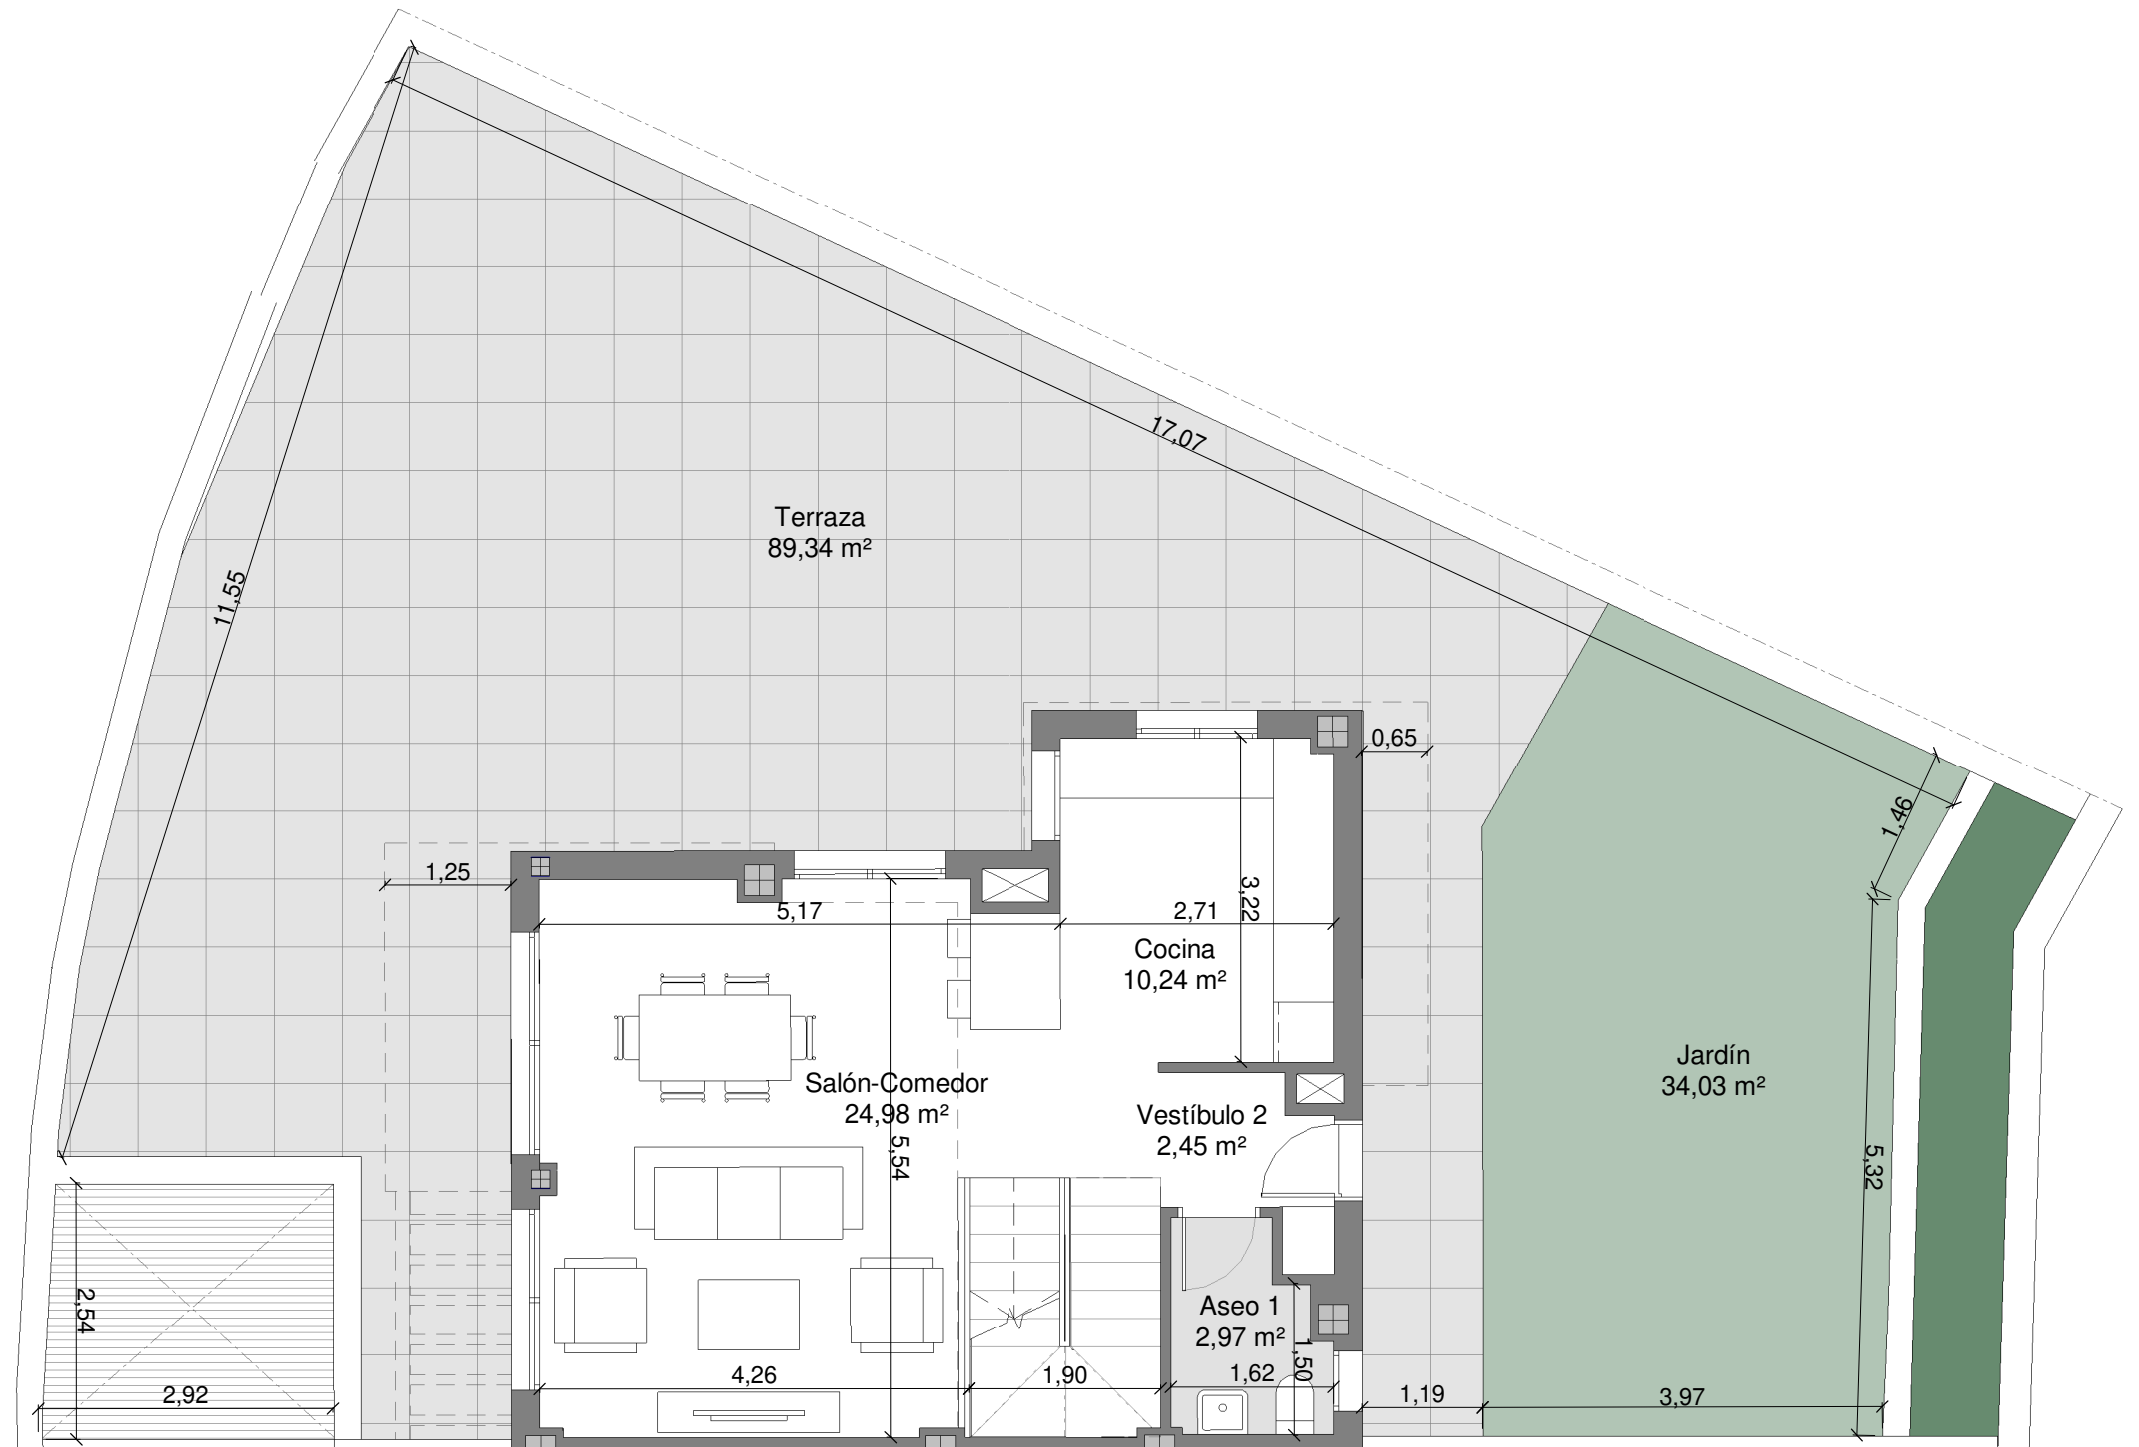 17,07
Terraza
89,34 m²
11,55
0,65
1,46
1,25
5,17
2,71
3,22
Cocina
10,24 m²
Salón-Comedor
24,98 m²
5,54
Vestíbulo 2
2,45 m²
Jardín
34,03 m²
5,32
2,54
Aseo 1
2,97 m²
1,50
2,92
4,26
1,90
1,62
1,19
3,97